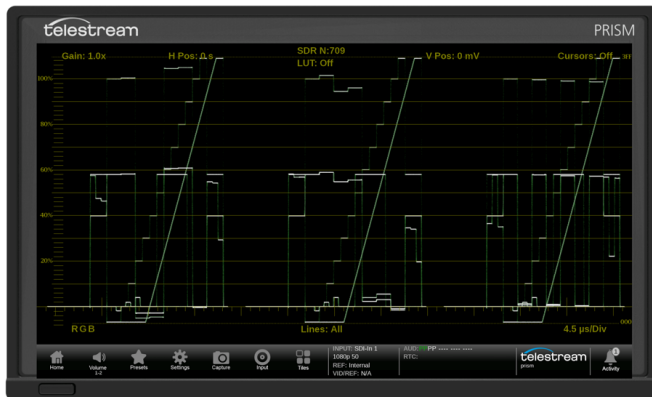 telestream
PRISM
Gain: 1.0x
H Pos: 0 s
SDR N:709
LUT: Off
V Pos: 0 mV
Cursors: Off
100%
80%
60%
40%
20%
R G B
Lines: All
4.5 µs/Div
Home
Volume
1-2
Presets
Settings
Capture
Input
Tiles
INPUT: SDI-In 1
1080p 50
REF: Internal
VID/REF: N/A
AUD: PPPP ---- ---- ----
RTC:
telestream
prism
1
Activity